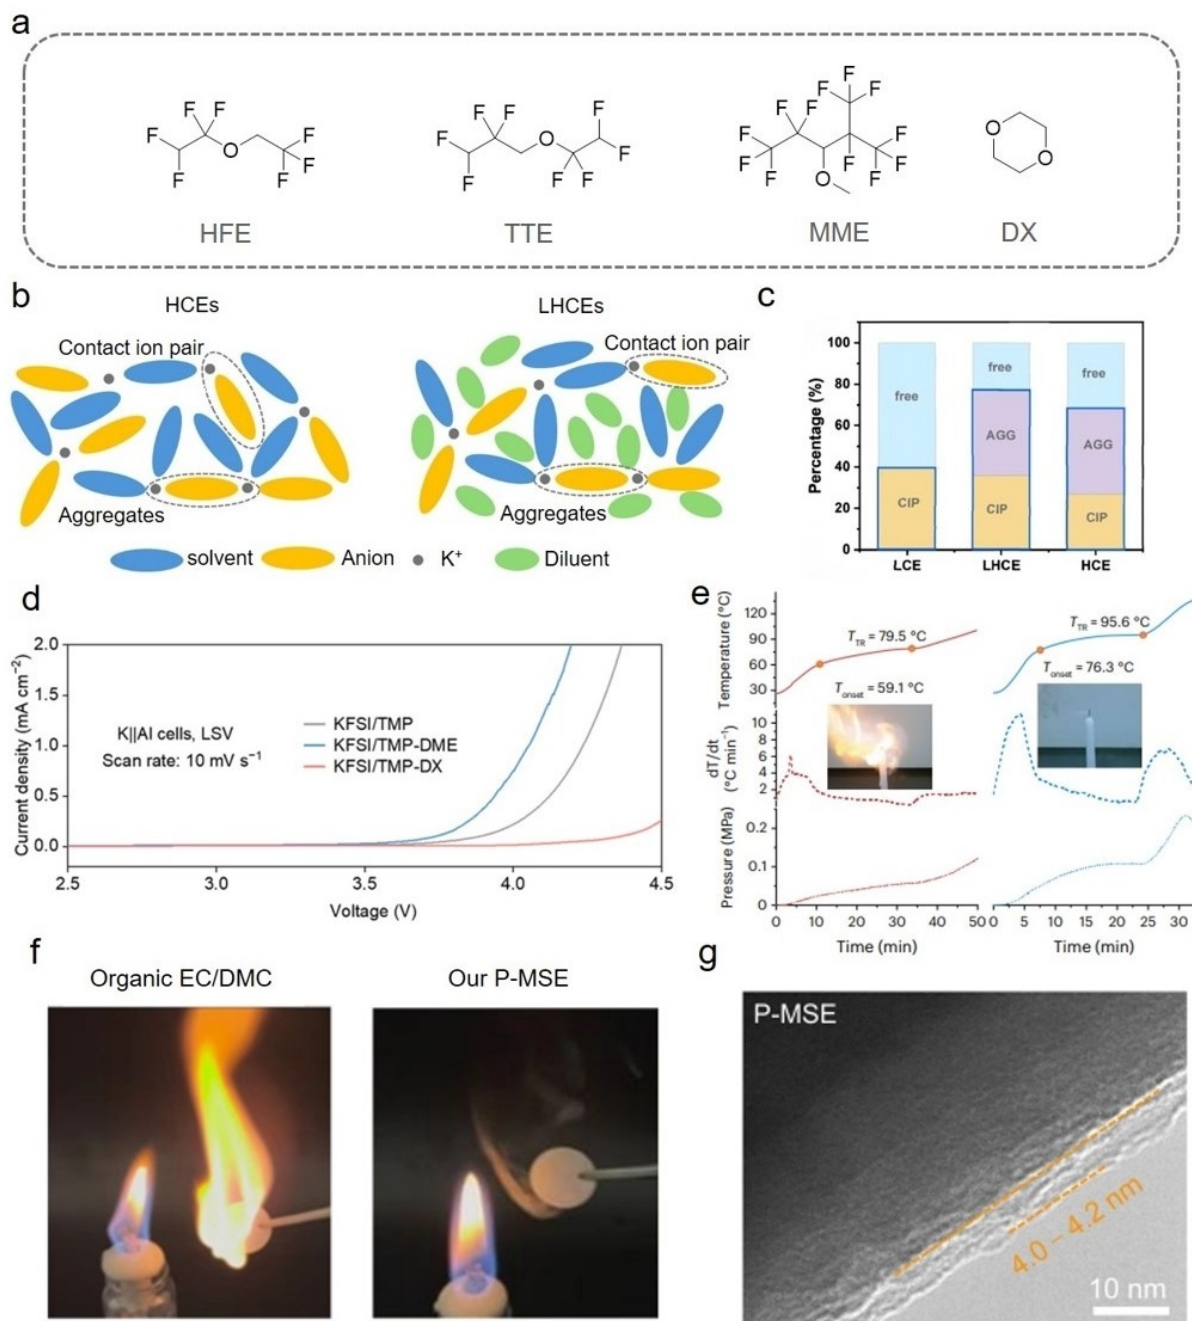 a
F F F F F F F O
HFE
F F F F F F F F O
TTE
F F F F F F F F F F F F O
MME
O O
DX
b
HCEs
LHCEs
Contact ion pair
Contact ion pair
Aggregates
Aggregates
solvent
Anion
K⁺
Diluent
c
Percentage (%)
100
80
60
40
20
0
free
CIP
free
AGG
CIP
free
AGG
CIP
LCE LHCE HCE
d
Current density (mA cm⁻²)
2.0
1.5
1.0
0.5
0.0
K||Al cells, LSV
Scan rate: 10 mV s⁻¹
KFSI/TMP
KFSI/TMP-DME
KFSI/TMP-DX
2.5 3.0 3.5 4.0 4.5
Voltage (V)
e
Temperature (°C)
120
90
60
30
T_TR = 79.5 °C
T_onset = 59.1 °C
T_TR = 95.6 °C
T_onset = 76.3 °C
dT/dt
(°C min⁻¹)
10
8
6
4
2
Pressure (MPa)
0.2
0.1
0
0 10 20 30 40 50
Time (min)
0 5 10 15 20 25 30
Time (min)
f
Organic EC/DMC
Our P-MSE
g
P-MSE
4.0 – 4.2 nm
10 nm